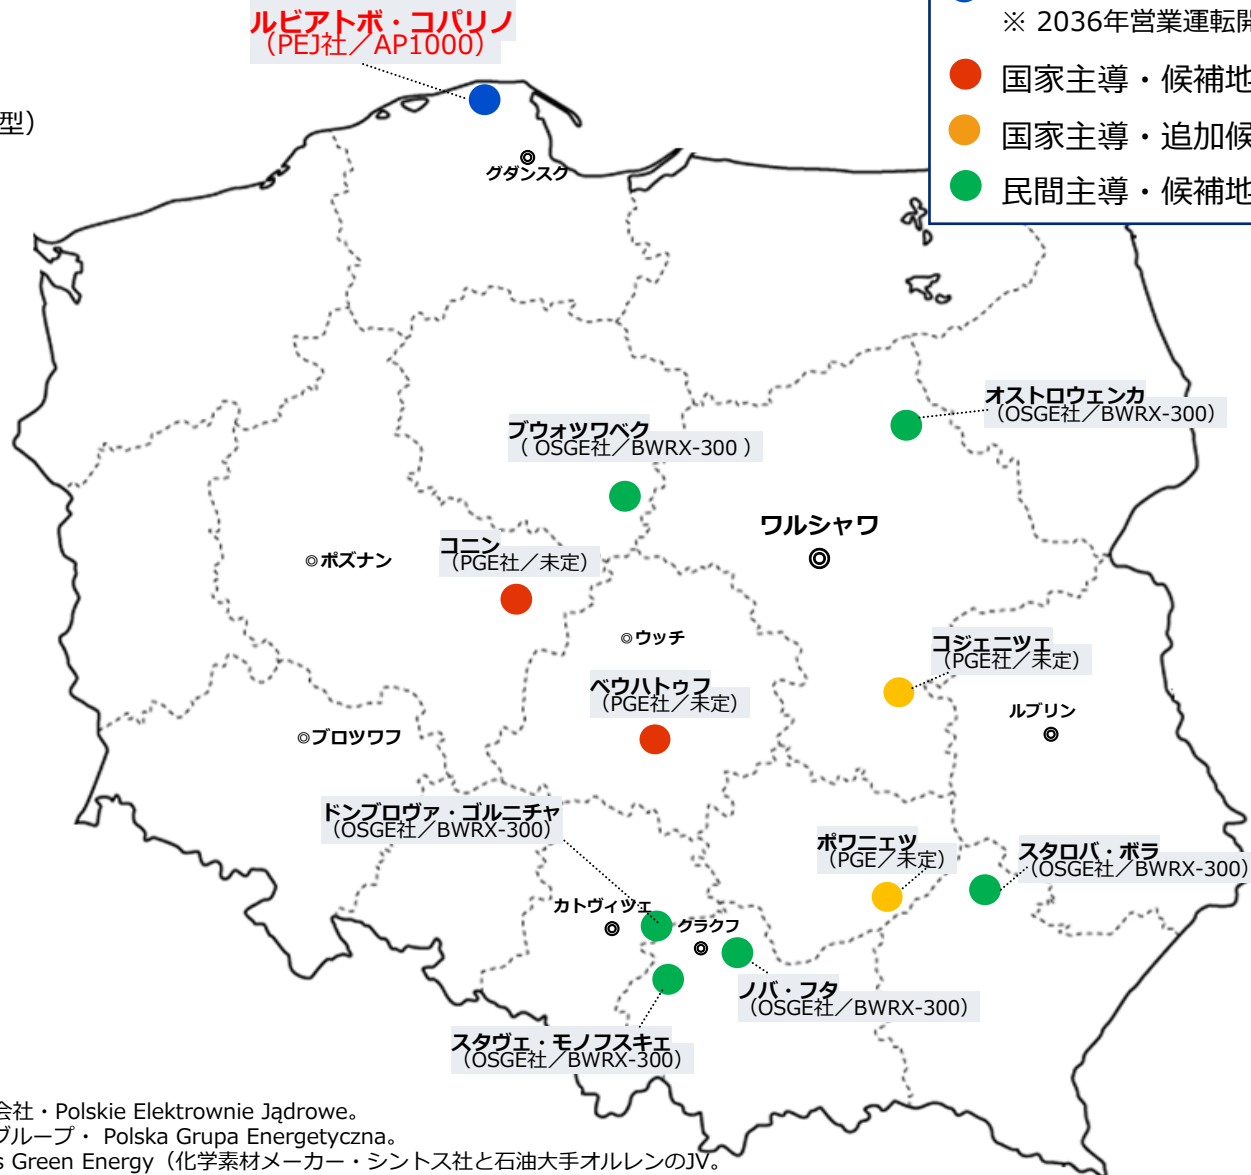 ルビアトボ・コパリノ
（PEJ社／AP1000）
※ 2036年営業運転開
国家主導・候補地
国家主導・追加候
民間主導・候補地
型）
グダンスク
オストロウェンカ
（OSGE社／BWRX-300）
ブウォツワベク
（ OSGE社／BWRX-300 ）
ワルシャワ
コニン
（PGE社／未定）
◎ポズナン
◎ウッチ
コジェニツェ
（PGE社／未定）
ベウハトゥフ
（PGE社／未定）
ルブリン
◎ブロツワフ
ドンブロヴァ・ゴルニチャ
（OSGE社／BWRX-300）
ポワニェツ
（PGE／未定）
スタロバ・ボラ
（OSGE社／BWRX-300）
カトヴィツェ
クラクフ
ノバ・フタ
（OSGE社／BWRX-300）
スタヴェ・モノフスキェ
（OSGE社／BWRX-300）
会社・Polskie Elektrownie Jądrowe。
グループ・ Polska Grupa Energetyczna。
s Green Energy（化学素材メーカー・シントス社と石油大手オルレンのJV。